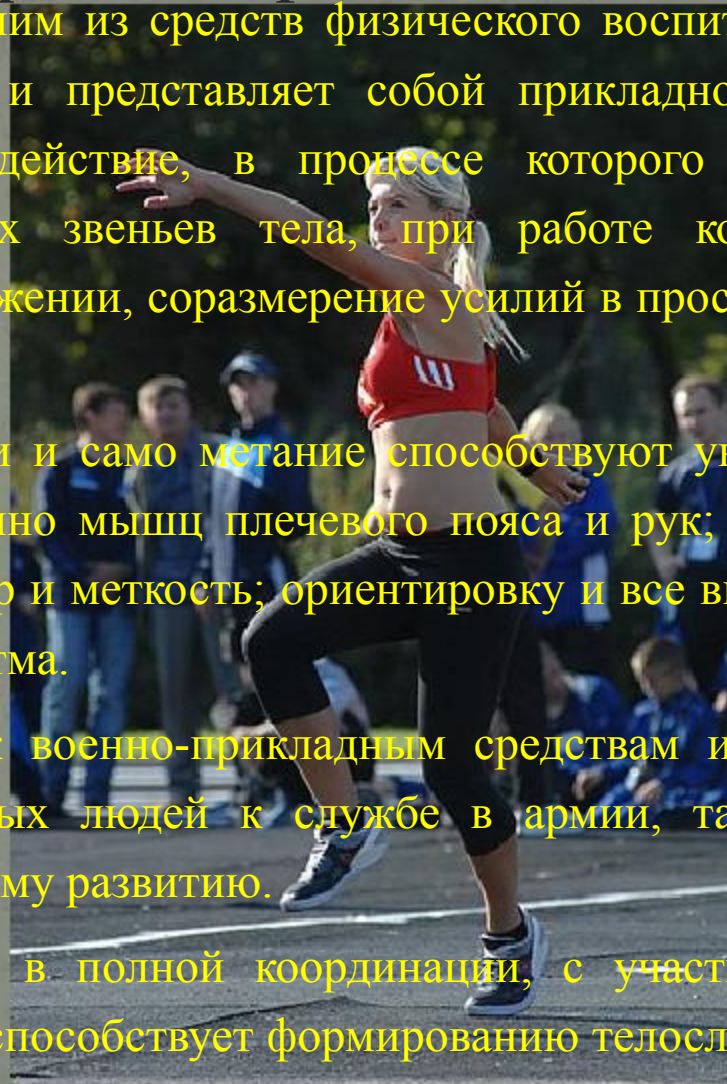 ним из средств физического воспит
и представляет собой прикладно
действие, в процессе которого
х звеньев тела, при работе ко
жении, соразмерение усилий в прос
и и само метание способствуют ув
но мышц плечевого пояса и рук;
р и меткость; ориентировку и все ви
тма.
к военно-прикладным средствам и
ых людей к службе в армии, та
му развитию.
в полной координации, с участ
способствует формированию телосл